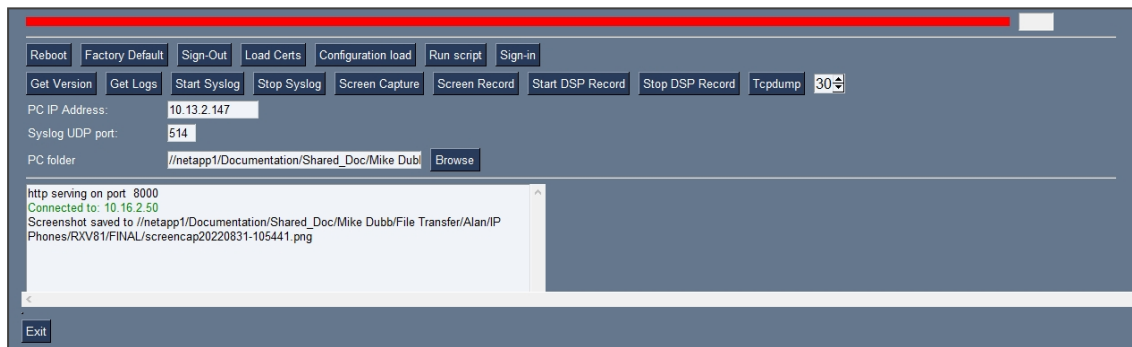 Reboot Factory Default Sign-Out Load Certs Configuration load Run script Sign-in
Get Version Get Logs Start Syslog Stop Syslog Screen Capture Screen Record Start DSP Record Stop DSP Record Tcpdump 30
PC IP Address: 10.13.2.147
Syslog UDP port: 514
PC folder //netapp1/Documentation/Shared_Doc/Mike Dubl Browse
http serving on port 8000
Connected to: 10.16.2.50
Screenshot saved to //netapp1/Documentation/Shared_Doc/Mike Dubb/File Transfer/Alan/IP
Phones/RXV81/FINAL/screencap20220831-105441.png
Exit